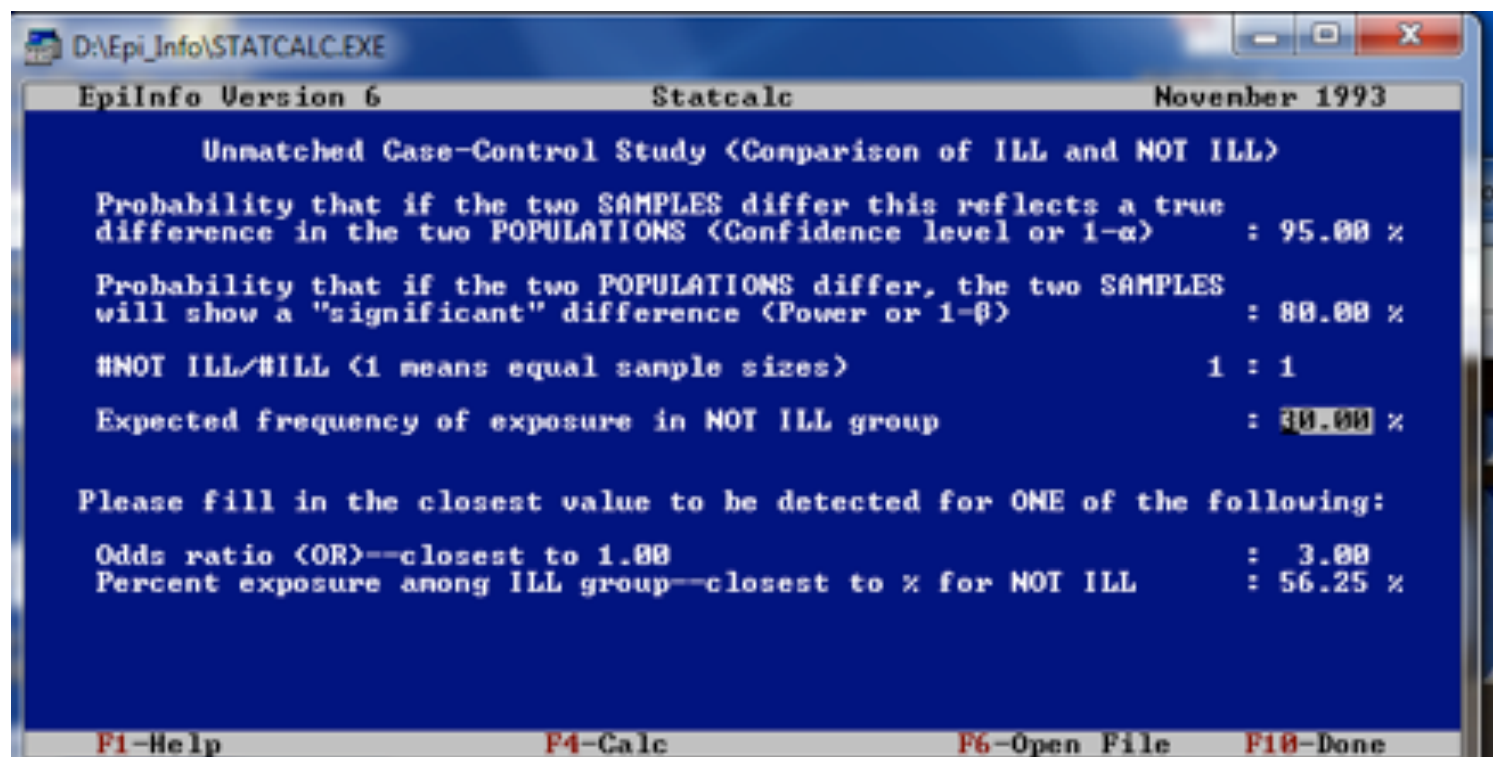 D:\Epi_Info\STATCALC.EXE
EpiInfo Version 6 Statcalc November 1993
Unmatched Case-Control Study (Comparison of ILL and NOT ILL)
Probability that if the two SAMPLES differ this reflects a true
difference in the two POPULATIONS (Confidence level or 1-α) : 95.00 %
Probability that if the two POPULATIONS differ, the two SAMPLES
will show a "significant" difference (Power or 1-β) : 80.00 %
#NOT ILL/#ILL (1 means equal sample sizes) 1 : 1
Expected frequency of exposure in NOT ILL group : 30.00 %
Please fill in the closest value to be detected for ONE of the following:
Odds ratio (OR)--closest to 1.00 : 3.00
Percent exposure among ILL group--closest to % for NOT ILL : 56.25 %
F1-Help F4-Calc F6-Open File F10-Done